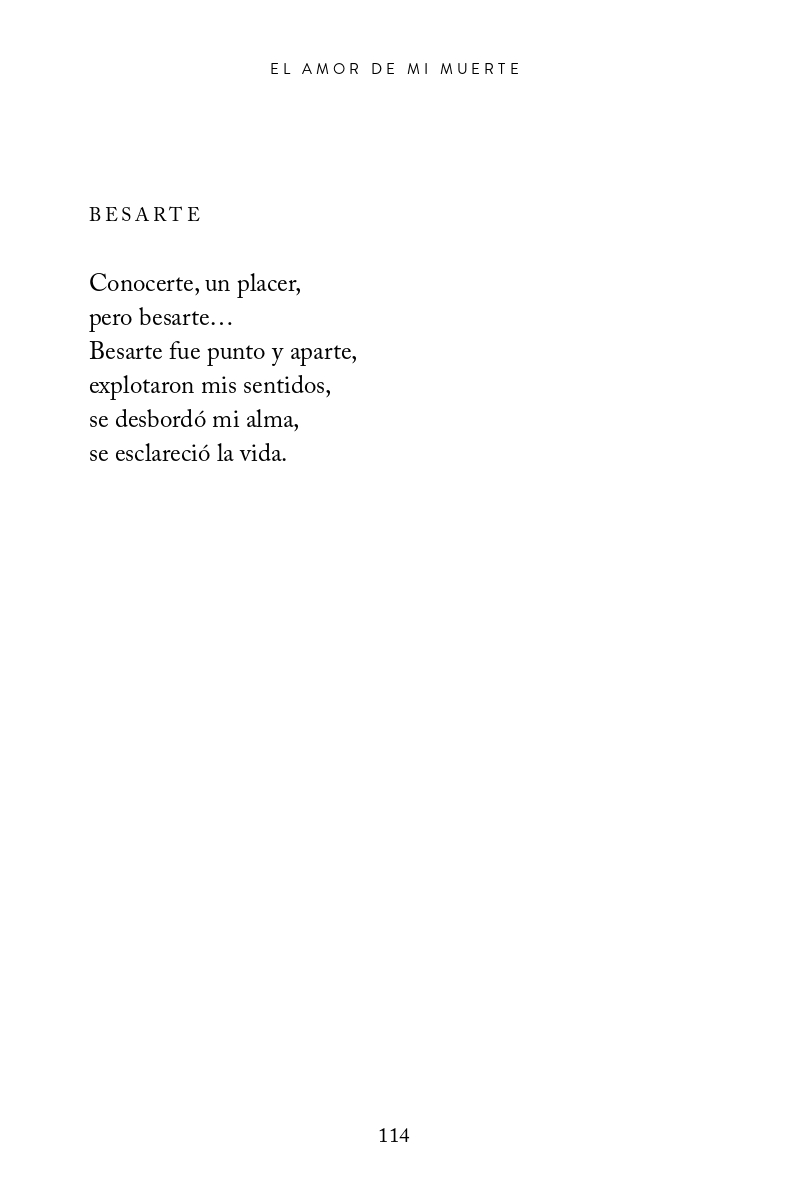 EL AMOR DE MI MUERTE
BESARTE
Conocerte, un placer,
pero besarte…
Besarte fue punto y aparte,
explotaron mis sentidos,
se desbordó mi alma,
se esclareció la vida.
114